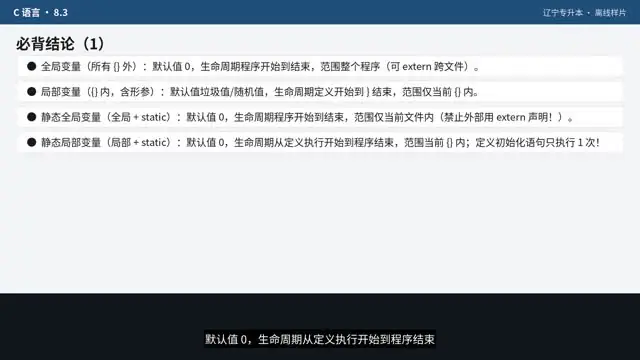 C 语言 • 8.3
辽宁专升本 • 离线样片
必背结论（1）
● 全局变量（所有 {} 外）：默认值 0，生命周期程序开始到结束，范围整个程序（可 extern 跨文件）。
● 局部变量（{} 内，含形参）：默认值垃圾值/随机值，生命周期定义开始到 } 结束，范围仅当前 {} 内。
● 静态全局变量（全局 + static）：默认值 0，生命周期程序开始到结束，范围仅当前文件内（禁止外部用 extern 声明！）。
● 静态局部变量（局部 + static）：默认值 0，生命周期从定义执行开始到程序结束，范围当前 {} 内；定义初始化语句只执行 1 次！
默认值 0，生命周期从定义执行开始到程序结束